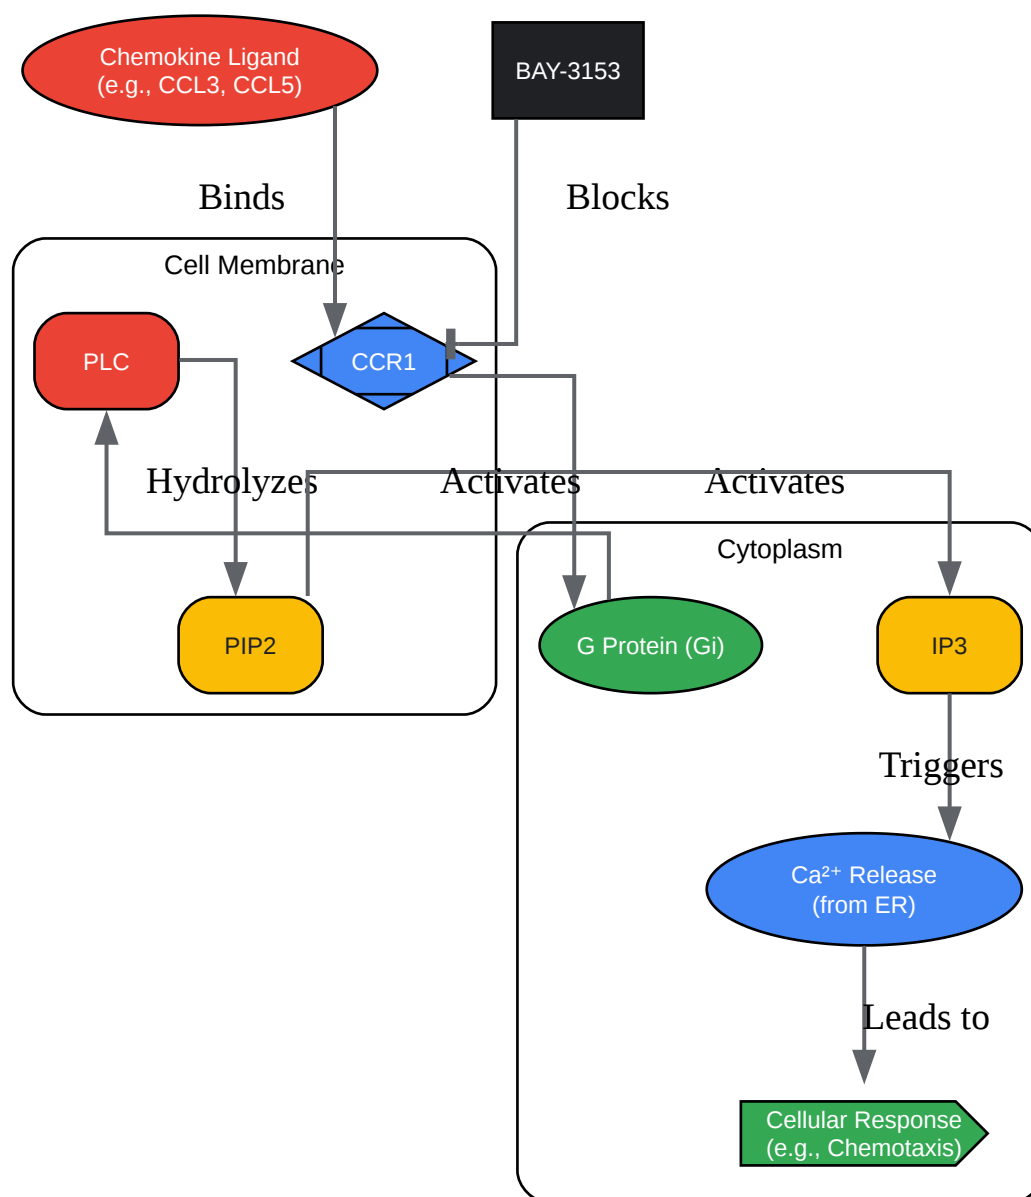 Chemokine Ligand
(e.g., CCL3, CCL5)
BAY-3153
Binds
Blocks
Cell Membrane
PLC
CCR1
Hydrolyzes
Activates
Activates
Cytoplasm
PIP2
G Protein (Gi)
IP3
Triggers
Ca²⁺ Release
(from ER)
Leads to
Cellular Response
(e.g., Chemotaxis)